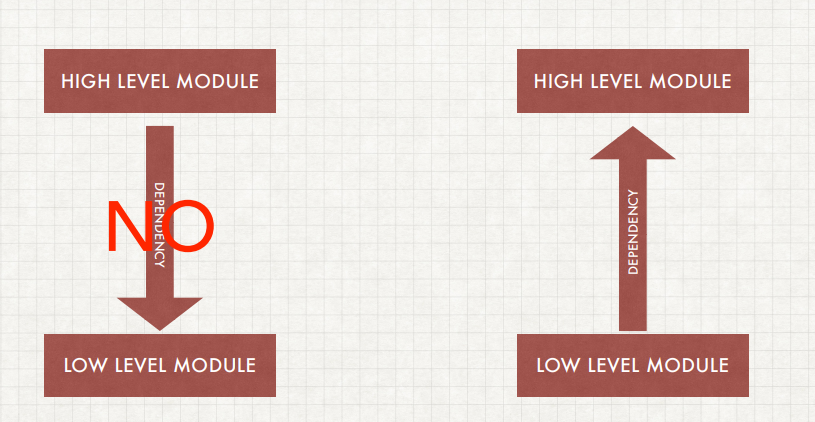 HIGH LEVEL MODULE
DEPENDENCY
NO
LOW LEVEL MODULE
HIGH LEVEL MODULE
DEPENDENCY
LOW LEVEL MODULE